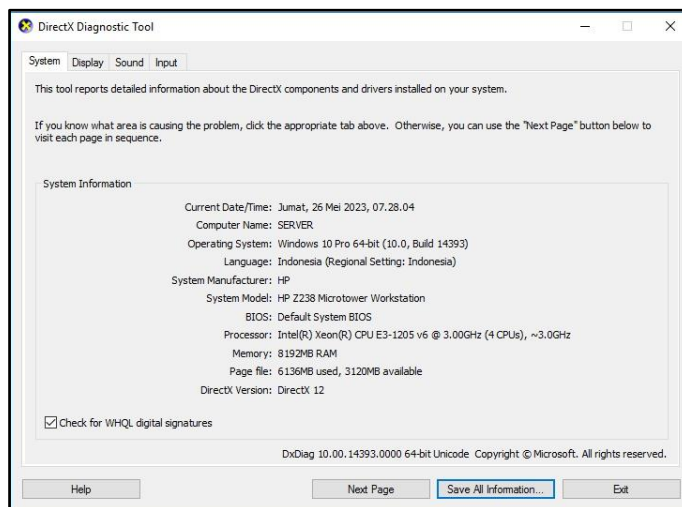 DirectX Diagnostic Tool
System Display Sound Input
This tool reports detailed information about the DirectX components and drivers installed on your system.
If you know what area is causing the problem, click the appropriate tab above.  Otherwise, you can use the "Next Page" button below to
visit each page in sequence.
System Information
Current Date/Time: Jumat, 26 Mei 2023, 07.28.04
Computer Name: SERVER
Operating System: Windows 10 Pro 64-bit (10.0, Build 14393)
Language: Indonesia (Regional Setting: Indonesia)
System Manufacturer: HP
System Model: HP Z238 Microtower Workstation
BIOS: Default System BIOS
Processor: Intel(R) Xeon(R) CPU E3-1205 v6 @ 3.00GHz (4 CPUs), ~3.0GHz
Memory: 8192MB RAM
Page file: 6136MB used, 3120MB available
DirectX Version: DirectX 12
Check for WHQL digital signatures
DxDiag 10.00.14393.0000 64-bit Unicode  Copyright © Microsoft. All rights reserved.
Help Next Page Save All Information... Exit